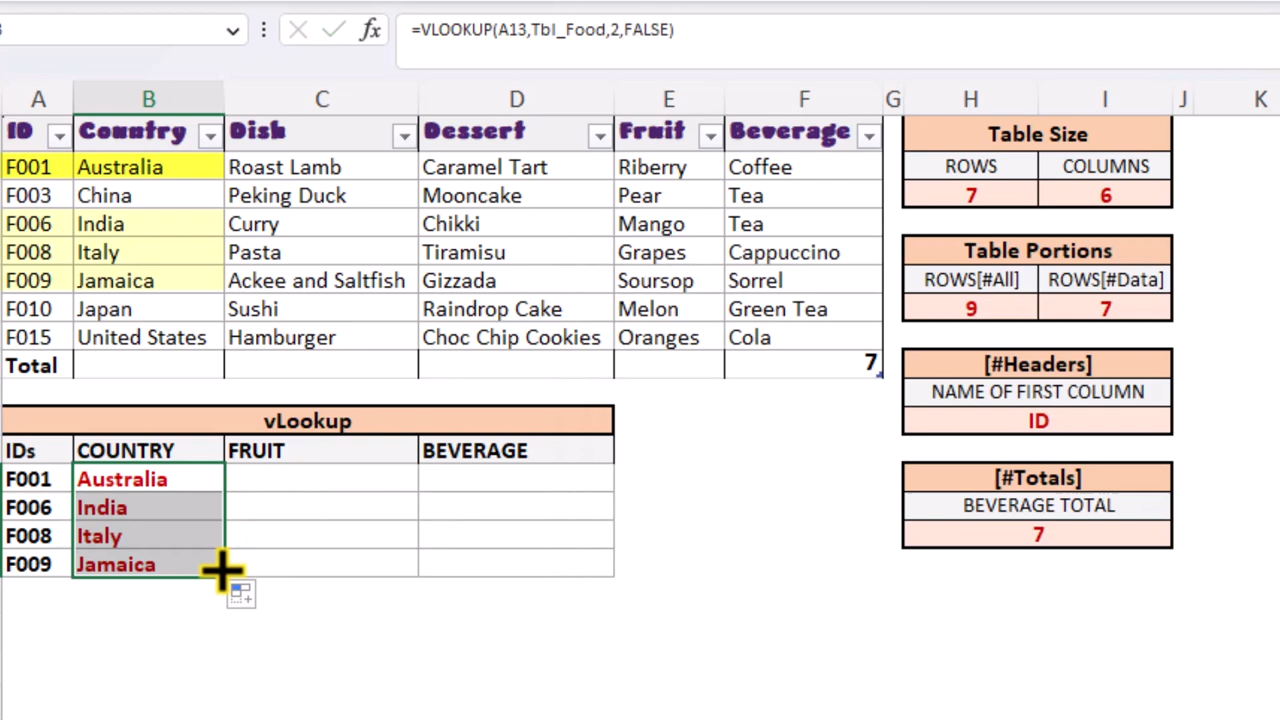 =VLOOKUP(A13,Tbl_Food,2,FALSE)
A B C D E F G H I J K
ID Country Dish Dessert Fruit Beverage
F001 Australia Roast Lamb Caramel Tart Riberry Coffee
F003 China Peking Duck Mooncake Pear Tea
F006 India Curry Chikki Mango Tea
F008 Italy Pasta Tiramisu Grapes Cappuccino
F009 Jamaica Ackee and Saltfish Gizzada Soursop Sorrel
F010 Japan Sushi Raindrop Cake Melon Green Tea
F015 United States Hamburger Choc Chip Cookies Oranges Cola
Total 7
vLookup
IDs COUNTRY FRUIT BEVERAGE
F001 Australia
F006 India
F008 Italy
F009 Jamaica
Table Size
ROWS COLUMNS
7 6
Table Portions
ROWS[#All] ROWS[#Data]
9 7
[#Headers]
NAME OF FIRST COLUMN
ID
[#Totals]
BEVERAGE TOTAL
7